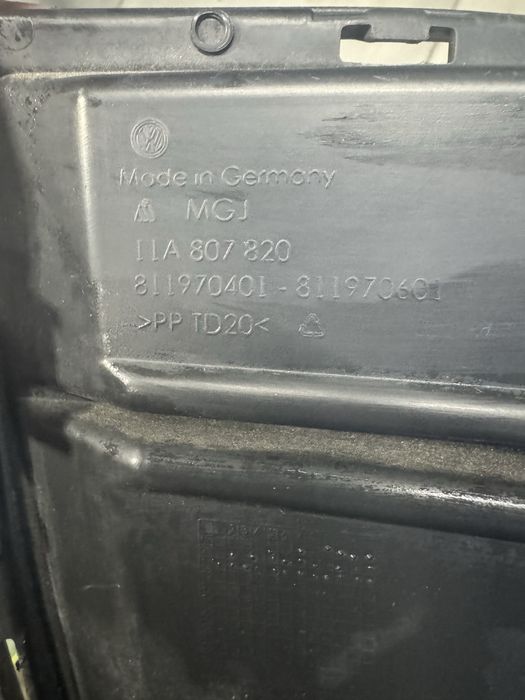 Made in Germany
MGJ
11A 807 820
811970401 - 811970601
>PP TD20<